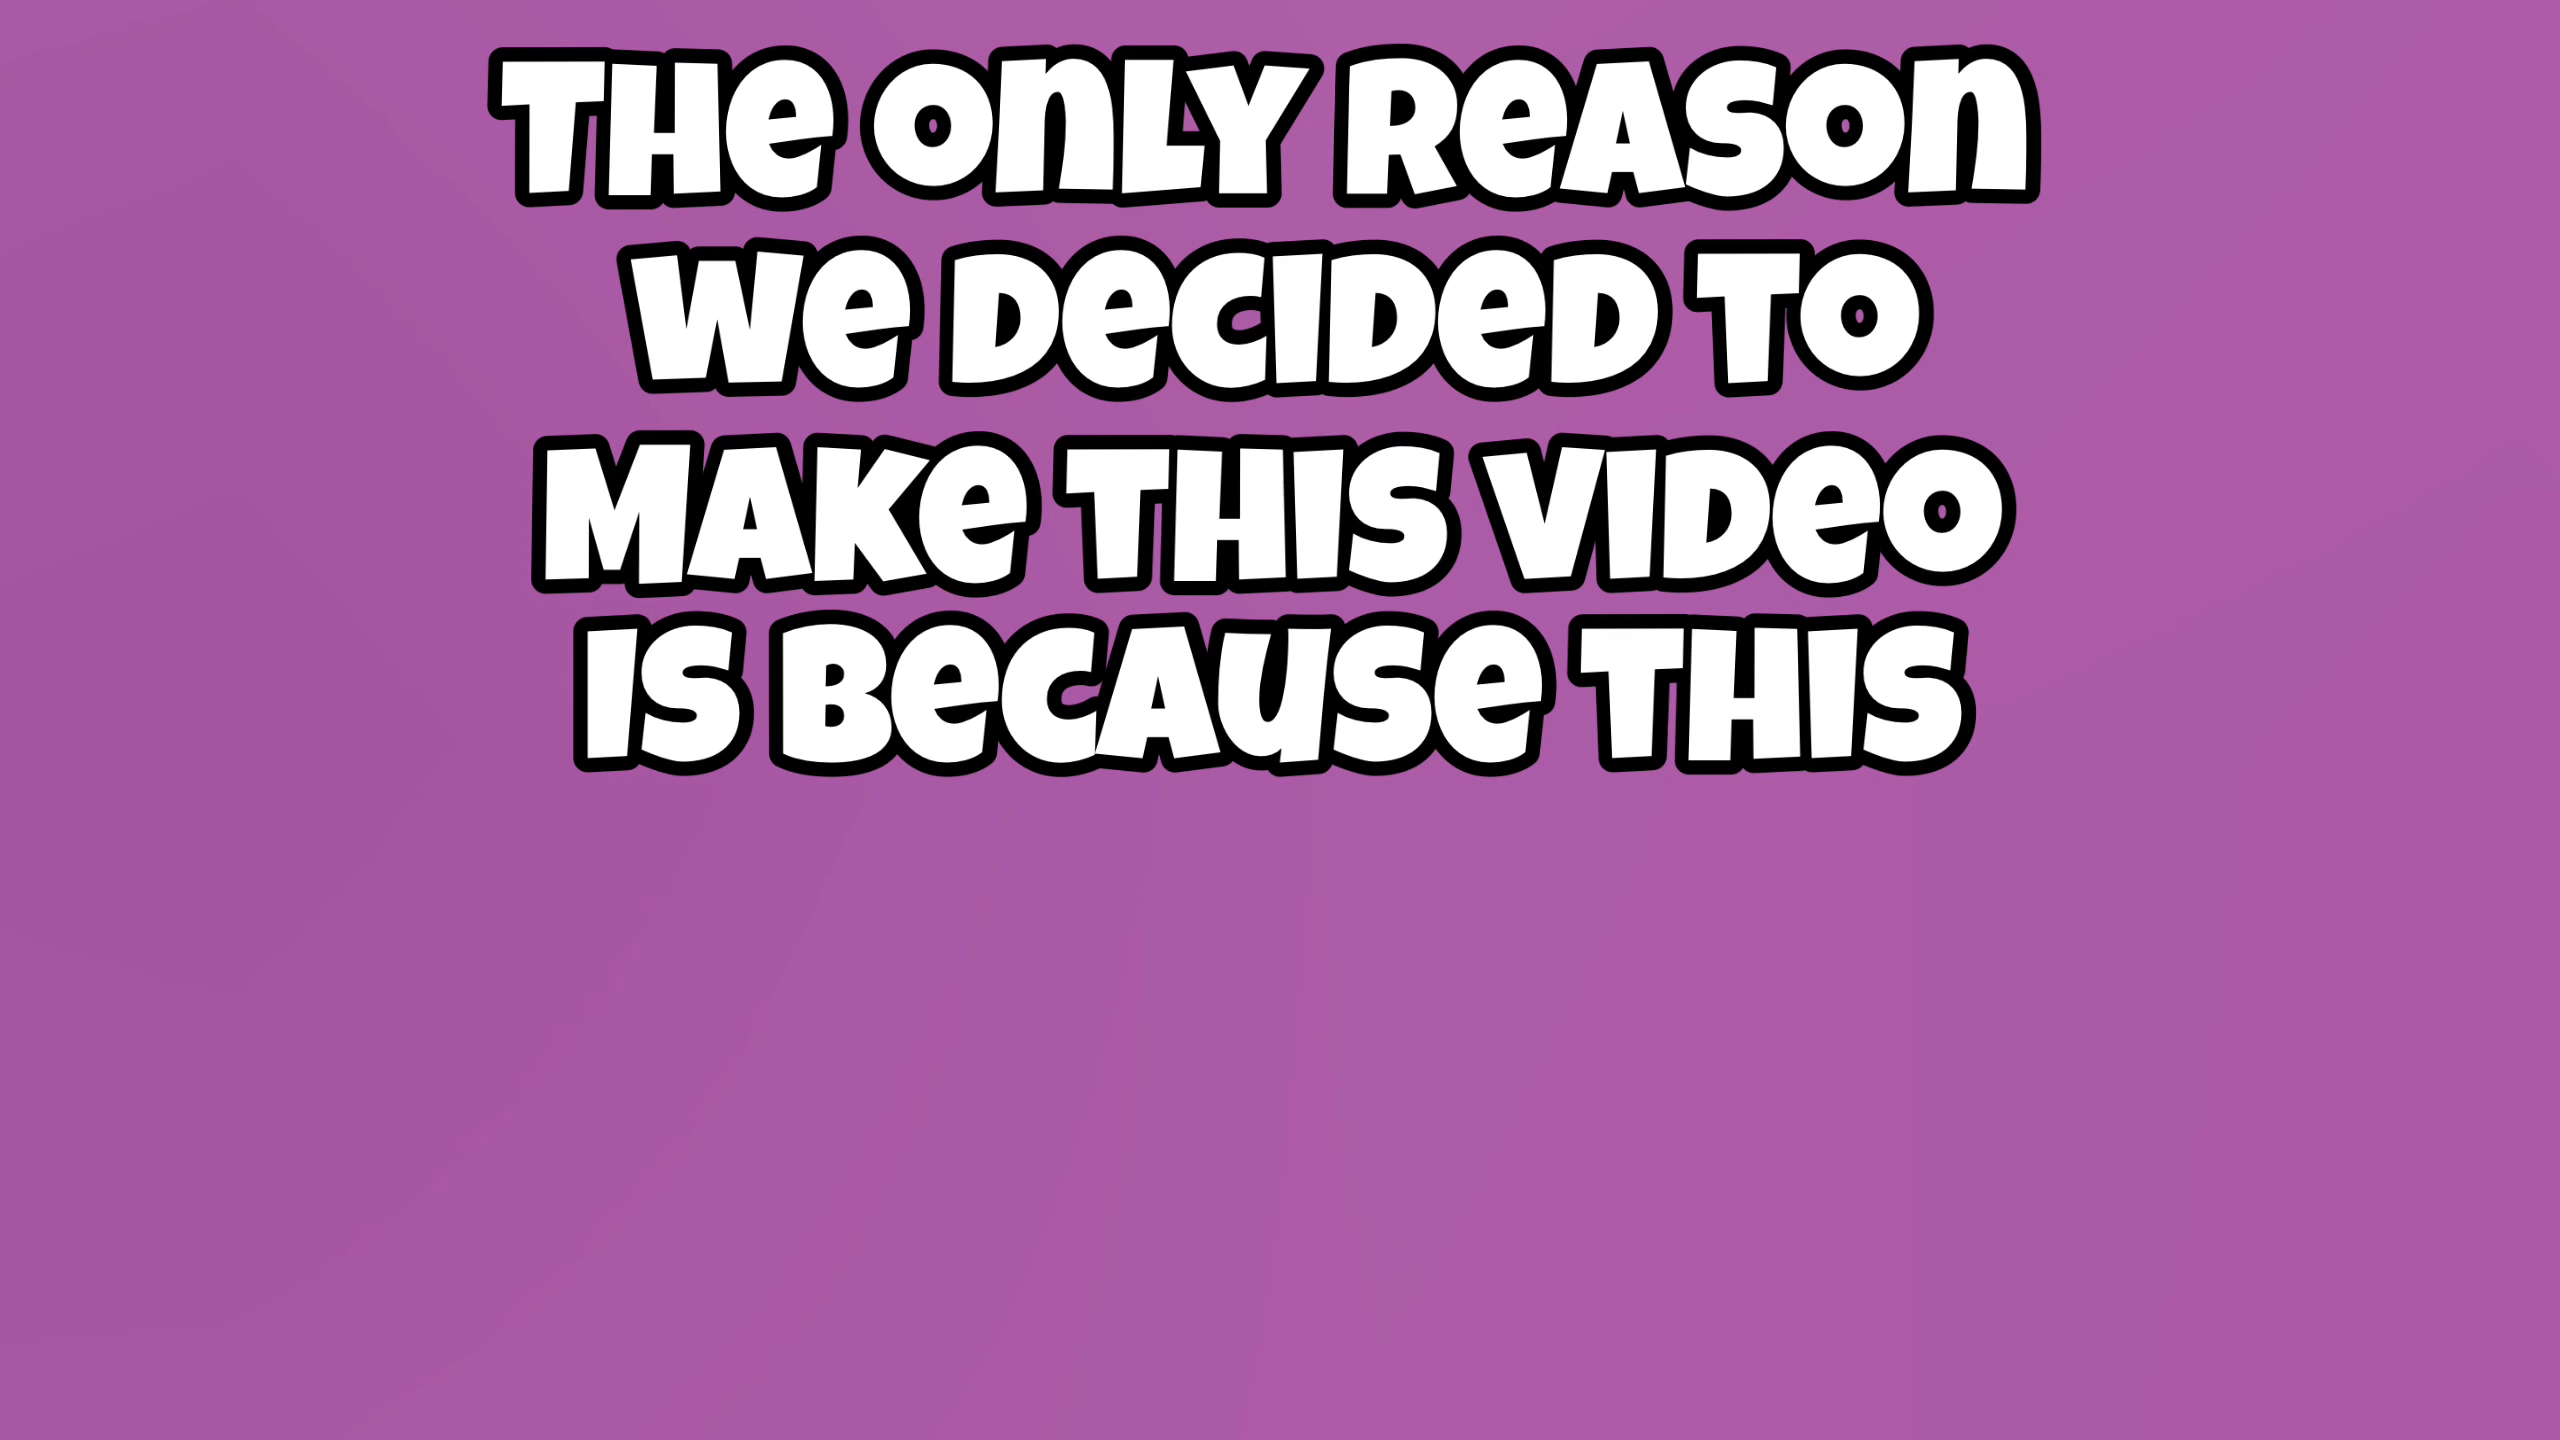 THE ONLY REASON
WE DECIDED TO
MAKE THIS VIDEO
IS BECAUSE THIS